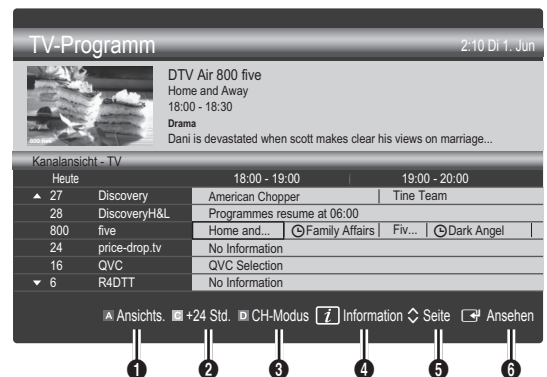 TV-Programm 2:10 Di 1. Jun
800 five
DTV Air 800 five
Home and Away
18:00 - 18:30
Drama
Dani is devastated when scott makes clear his views on marriage...
Kanalansicht - TV
Heute 18:00 - 19:00 19:00 - 20:00
▲ 27 Discovery American Chopper Tine Team
28 DiscoveryH&L Programmes resume at 06:00
800 five Home and... Family Affairs Fiv... Dark Angel
24 price-drop.tv No Information
16 QVC QVC Selection
▼ 6 R4DTT No Information
A Ansichts. C +24 Std. D CH-Modus i Information Seite Ansehen
1 2 3 4 5 6